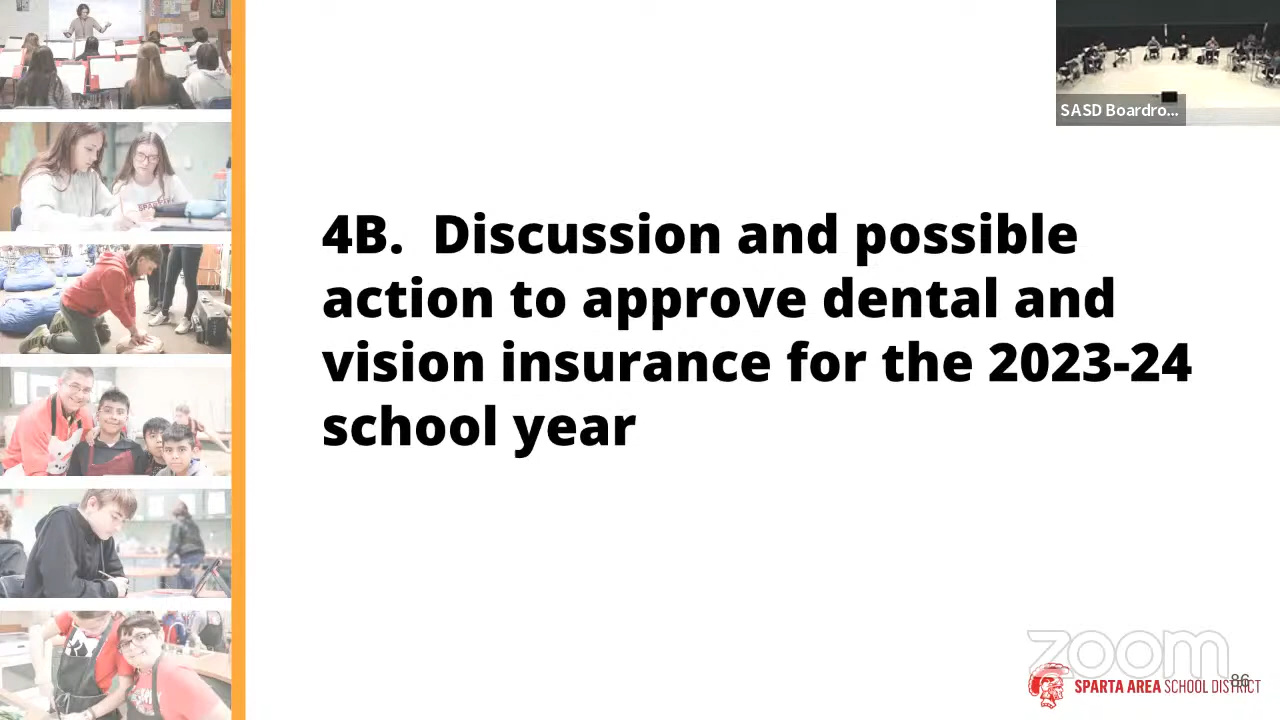 SASD Boardro...
4B. Discussion and possible
action to approve dental and
vision insurance for the 2023-24
school year
zoom
SPARTA AREA SCHOOL DISTRICT
86